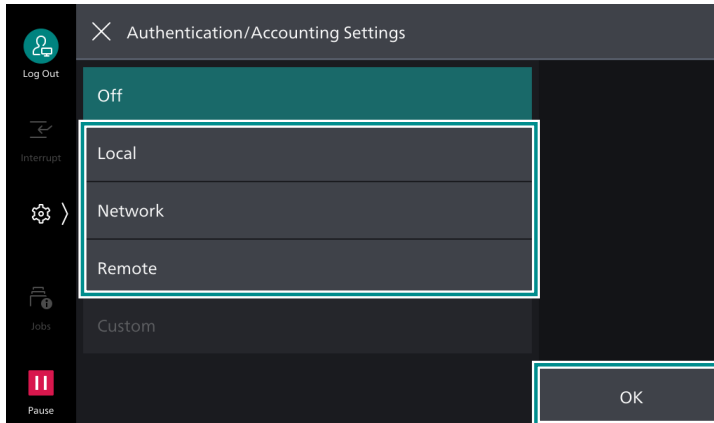 Authentication/Accounting Settings
Log Out
Off
Interrupt
Local
Network
Remote
Jobs
Custom
Pause
OK